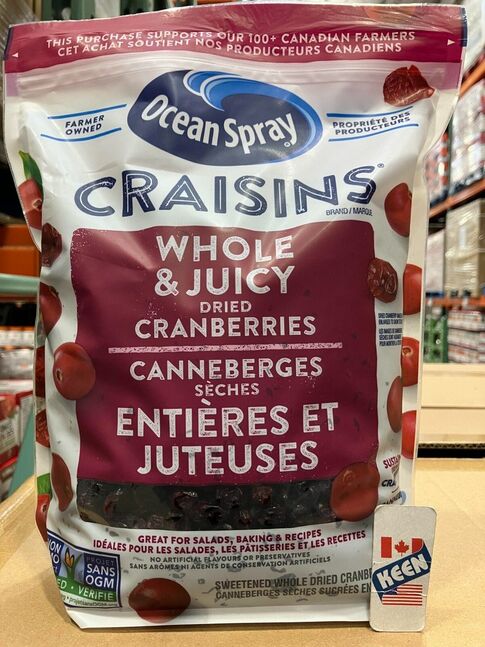 THIS PURCHASE SUPPORTS OUR 100+ CANADIAN FARMERS
CET ACHAT SOUTIENT NOS PRODUCTEURS CANADIENS
FARMER
OWNED
Ocean Spray®
PROPRIÉTÉ DES
PRODUCTEURS
CRAISINS®
BRAND / MARQUE
WHOLE
& JUICY
DRIED
CRANBERRIES
CANNEBERGES
SÈCHES
ENTIÈRES ET
JUTEUSES
GREAT FOR SALADS, BAKING & RECIPES
IDÉALES POUR LES SALADES, LES PÂTISSERIES ET LES RECETTES
NO ARTIFICIAL FLAVOURS OR PRESERVATIVES
SANS ARÔMES NI AGENTS DE CONSERVATION ARTIFICIELS
PROJET
SANS
OGM
VÉRIFIÉ
SWEETENED WHOLE DRIED CRANB
CANNEBERGES SÈCHES SUCRÉES EN
KEEN